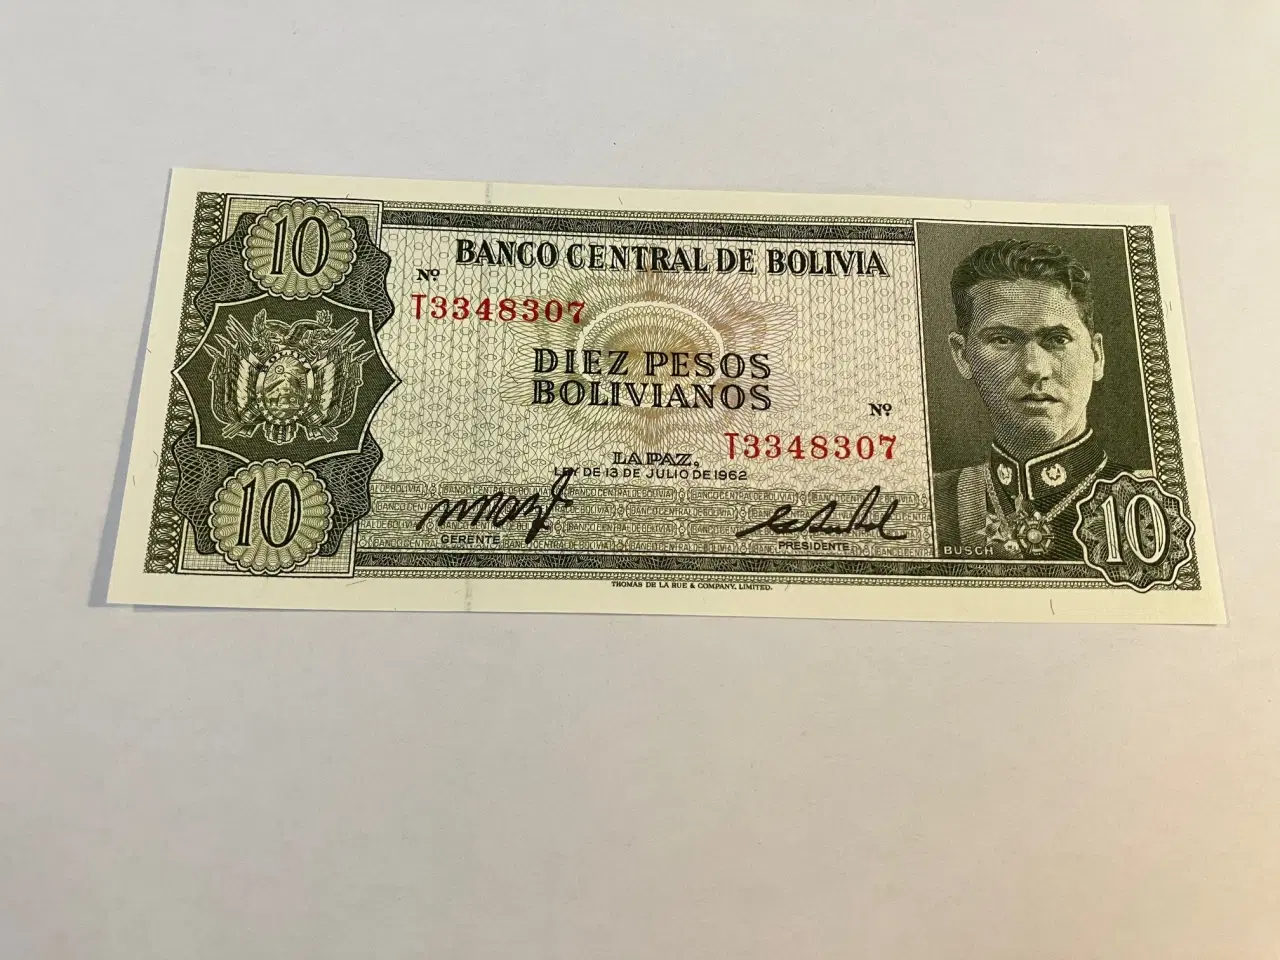 10
BANCO CENTRAL DE BOLIVIA
Nº
T3348307
DIEZ PESOS
BOLIVIANOS
Nº
T3348307
LA PAZ,
LEY DE 13 DE JULIO DE 1962
10
GERENTE
PRESIDENTE
BUSCH
10
THOMAS DE LA RUE & COMPANY, LIMITED.